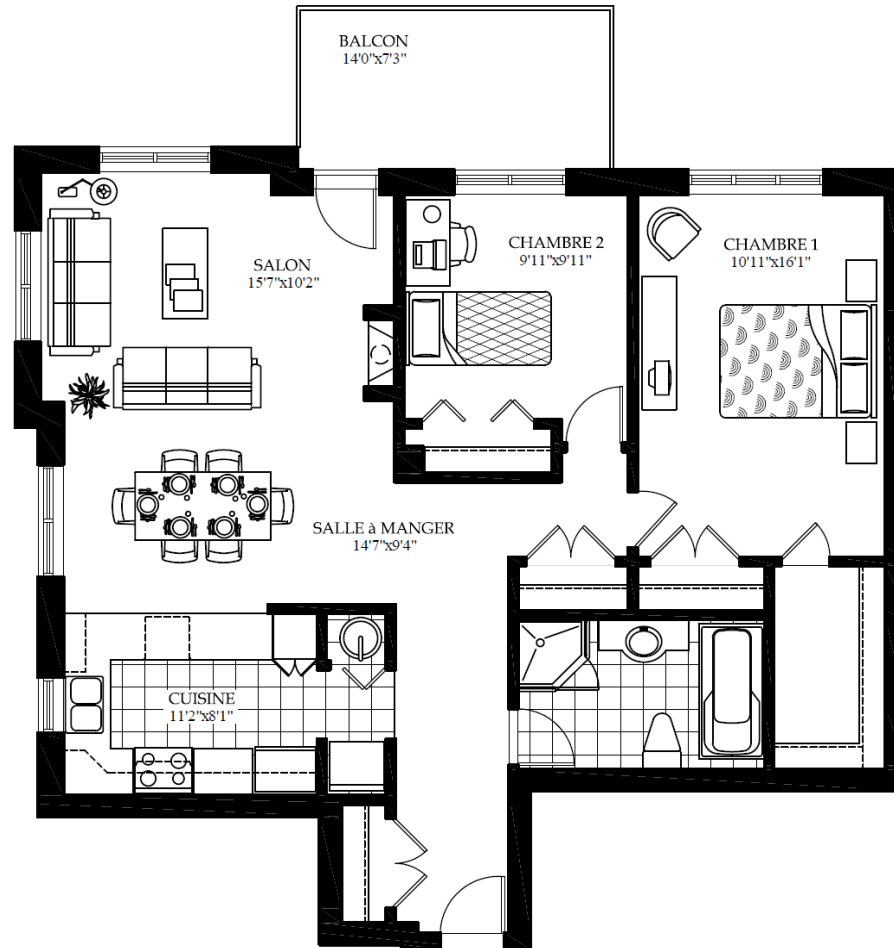 BALCON
14'0"x7'3"
SALON
15'7"x10'2"
CHAMBRE 2
9'11"x9'11"
CHAMBRE 1
10'11"x16'1"
SALLE à MANGER
14'7"x9'4"
CUISINE
11'2"x8'1"